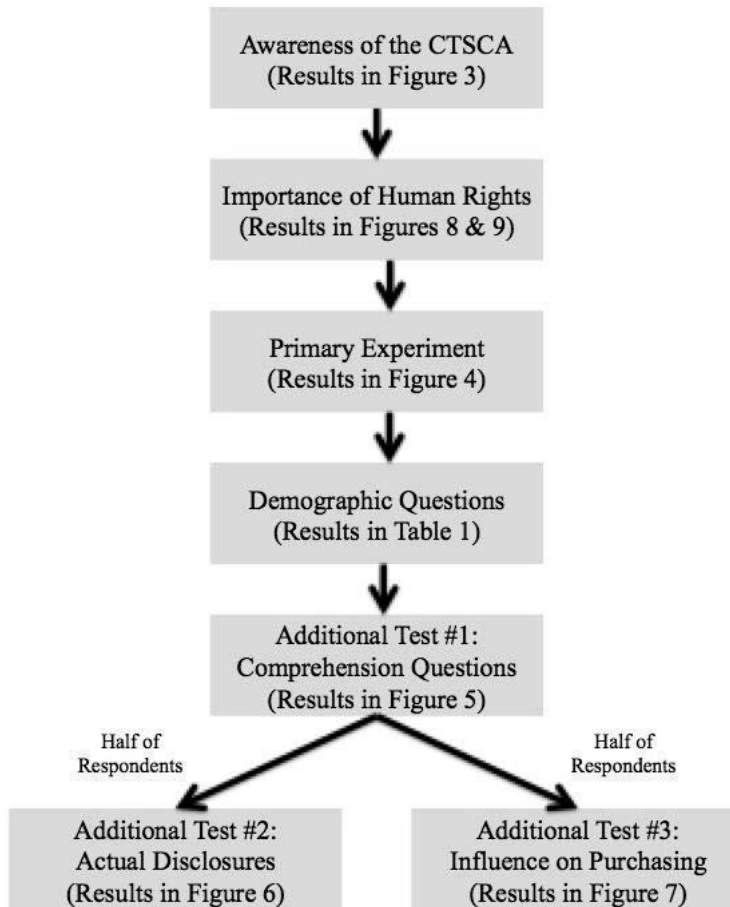 Awareness of the CTSCA
(Results in Figure 3)
Importance of Human Rights
(Results in Figures 8 & 9)
Primary Experiment
(Results in Figure 4)
Demographic Questions
(Results in Table 1)
Additional Test #1:
Comprehension Questions
(Results in Figure 5)
Half of
Respondents
Half of
Respondents
Additional Test #2:
Actual Disclosures
(Results in Figure 6)
Additional Test #3:
Influence on Purchasing
(Results in Figure 7)